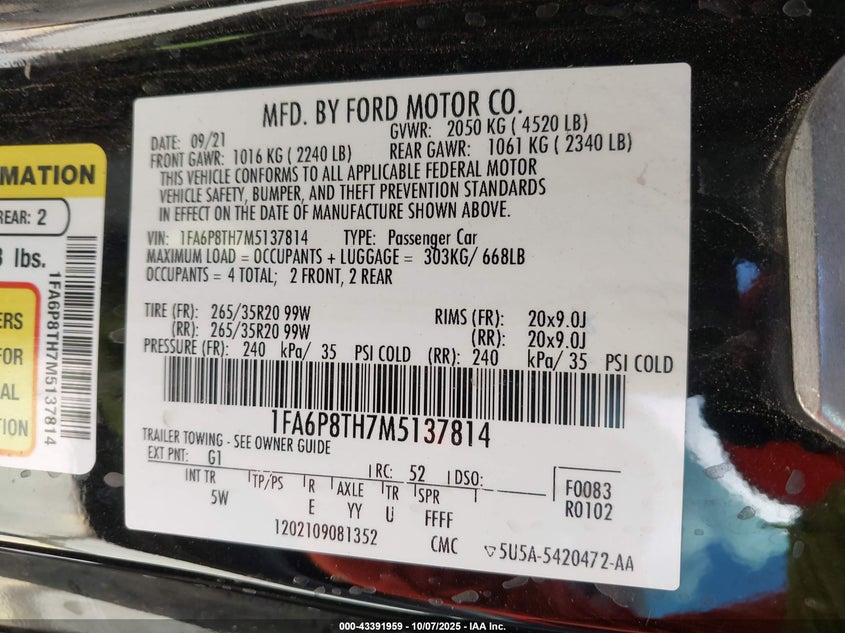 MFD. BY FORD MOTOR CO.
DATE: 09/21 GVWR: 2050 KG ( 4520 LB)
FRONT GAWR: 1016 KG ( 2240 LB) REAR GAWR: 1061 KG ( 2340 LB)
THIS VEHICLE CONFORMS TO ALL APPLICABLE FEDERAL MOTOR
VEHICLE SAFETY, BUMPER, AND THEFT PREVENTION STANDARDS
IN EFFECT ON THE DATE OF MANUFACTURE SHOWN ABOVE.
VIN: 1FA6P8TH7M5137814 TYPE: Passenger Car
MAXIMUM LOAD = OCCUPANTS + LUGGAGE = 303KG/ 668LB
OCCUPANTS = 4 TOTAL; 2 FRONT, 2 REAR
TIRE (FR): 265/35R20 99W RIMS (FR): 20x9.0J
(RR): 265/35R20 99W (RR): 20x9.0J
PRESSURE (FR): 240 kPa/ 35 PSI COLD (RR): 240 kPa/ 35 PSI COLD
1FA6P8TH7M5137814
TRAILER TOWING - SEE OWNER GUIDE
EXT PNT: G1 RC: 52 DSO:
INT TR TP/PS R AXLE TR SPR F0083
5W E YY U FFFF R0102
1202109081352 CMC 5U5A-5420472-AA
MATION
REAR: 2
lbs.
ERS
FOR
AL
TION
1FA6P8TH7M5137814
000-43391959 - 10/07/2025 - IAA Inc.